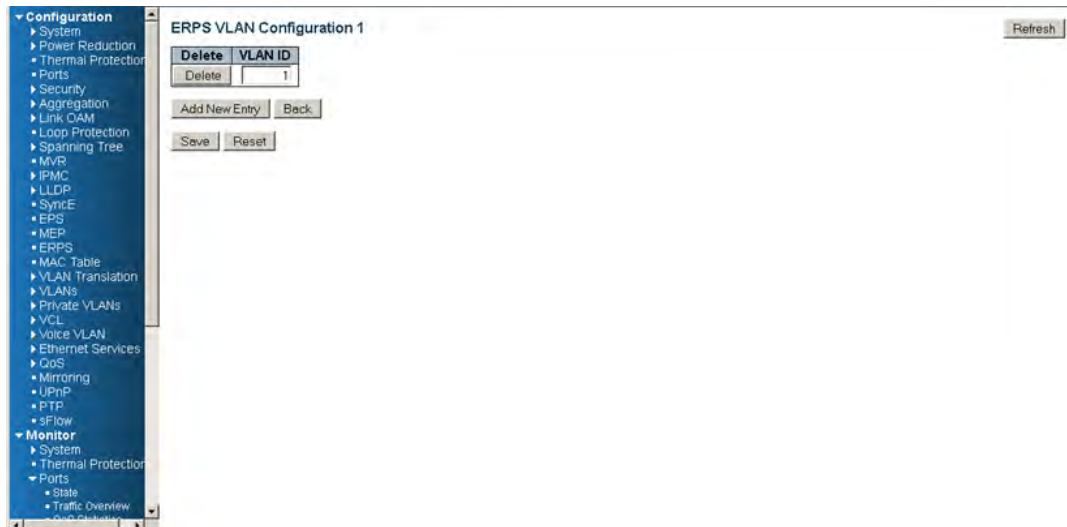 Configuration
System
Power Reduction
Thermal Protection
Ports
Security
Aggregation
Link OAM
Loop Protection
Spanning Tree
MVR
IPMC
LLDP
SyncE
EPS
MEP
ERPS
MAC Table
VLAN Translation
VLANs
Private VLANs
VCL
Voice VLAN
Ethernet Services
QoS
Mirroring
UPnP
PTP
sFlow
Monitor
System
Thermal Protection
Ports
State
Traffic Overview
QoS Statistics
ERPS VLAN Configuration 1
Refresh
Delete VLAN ID
Delete 1
Add New Entry Back
Save Reset